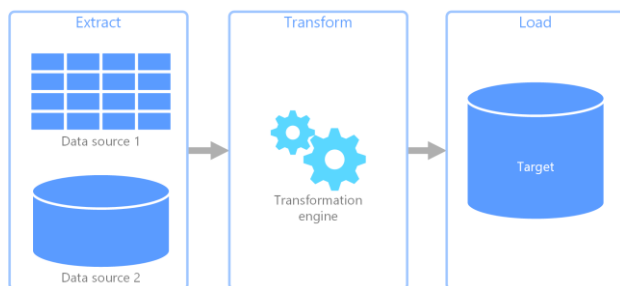 Extract
Data source 1
Data source 2
Transform
Transformation
engine
Load
Target